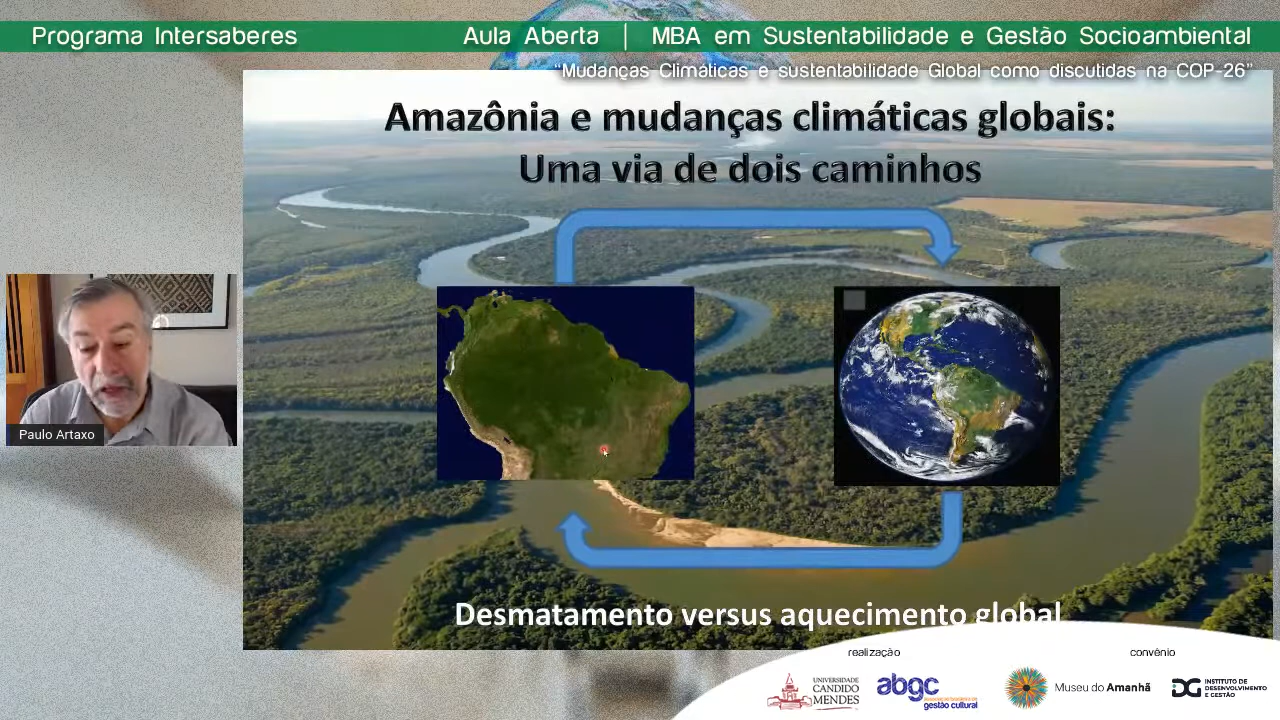 Programa Intersaberes
Aula Aberta | MBA em Sustentabilidade e Gestão Socioambiental
“Mudanças Climáticas e sustentabilidade Global como discutidas na COP-26”
Amazônia e mudanças climáticas globais:
Uma via de dois caminhos
Paulo Artaxo
Desmatamento versus aquecimento global
realização
convênio
UNIVERSIDADE
CANDIDO
MENDES
abgc
gestão cultural
Museu do Amanhã
DG
INSTITUTO DE
DESENVOLVIMENTO
E GESTÃO